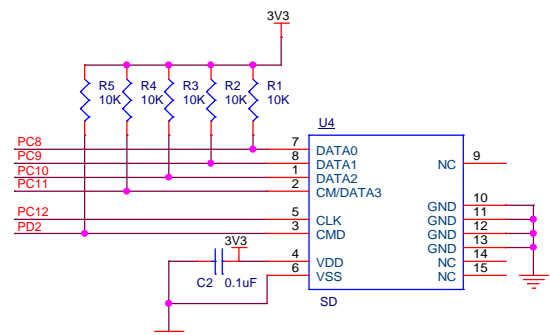 3V3
R5 R4 R3 R2 R1
10K 10K 10K 10K 10K
U4
PC8 7 DATA0
PC9 8 DATA1 NC 9
PC10 1 DATA2
PC11 2 CM/DATA3
GND 10
PC12 5 CLK GND 11
PD2 3 CMD GND 12
GND 13
3V3 4 VDD NC 14
6 VSS NC 15
C2 0.1uF
SD